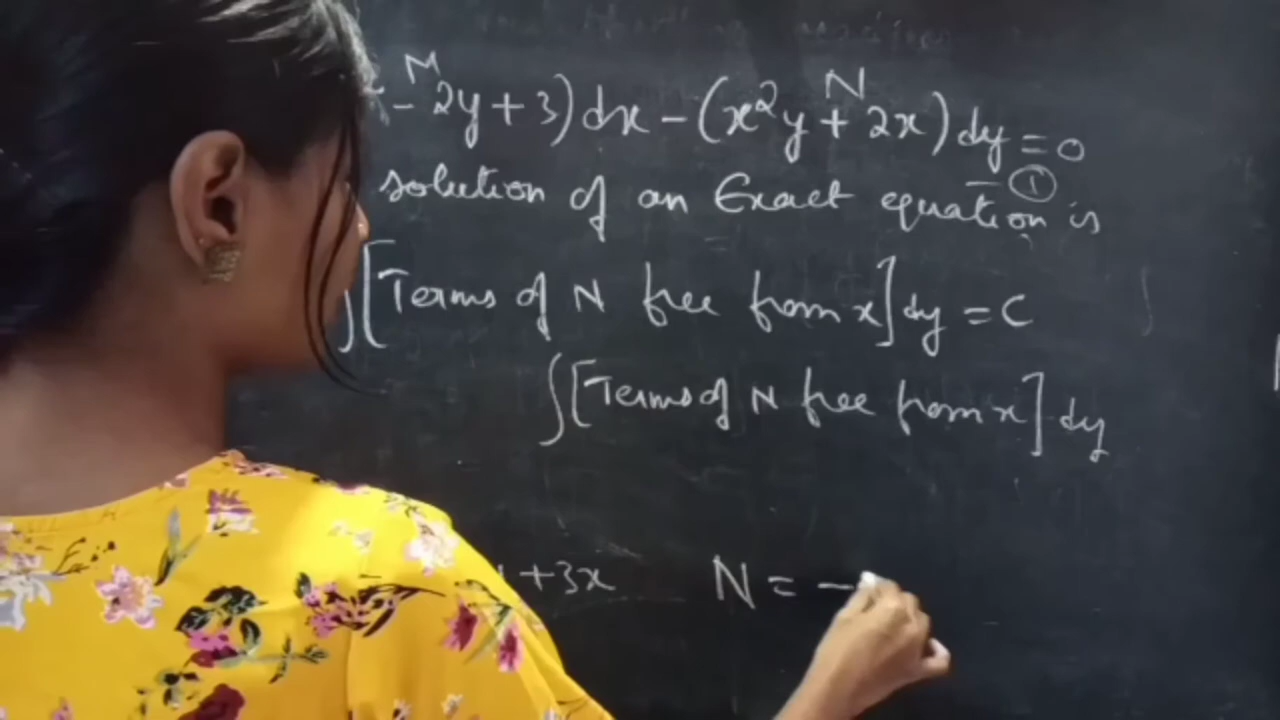 M N
- 2y + 3) dx - (x²y + 2x) dy = 0
solution of an Exact equation is - ①
∫[Terms of N free from x] dy = C
∫[Terms of N free from x] dy
+ 3x N = -